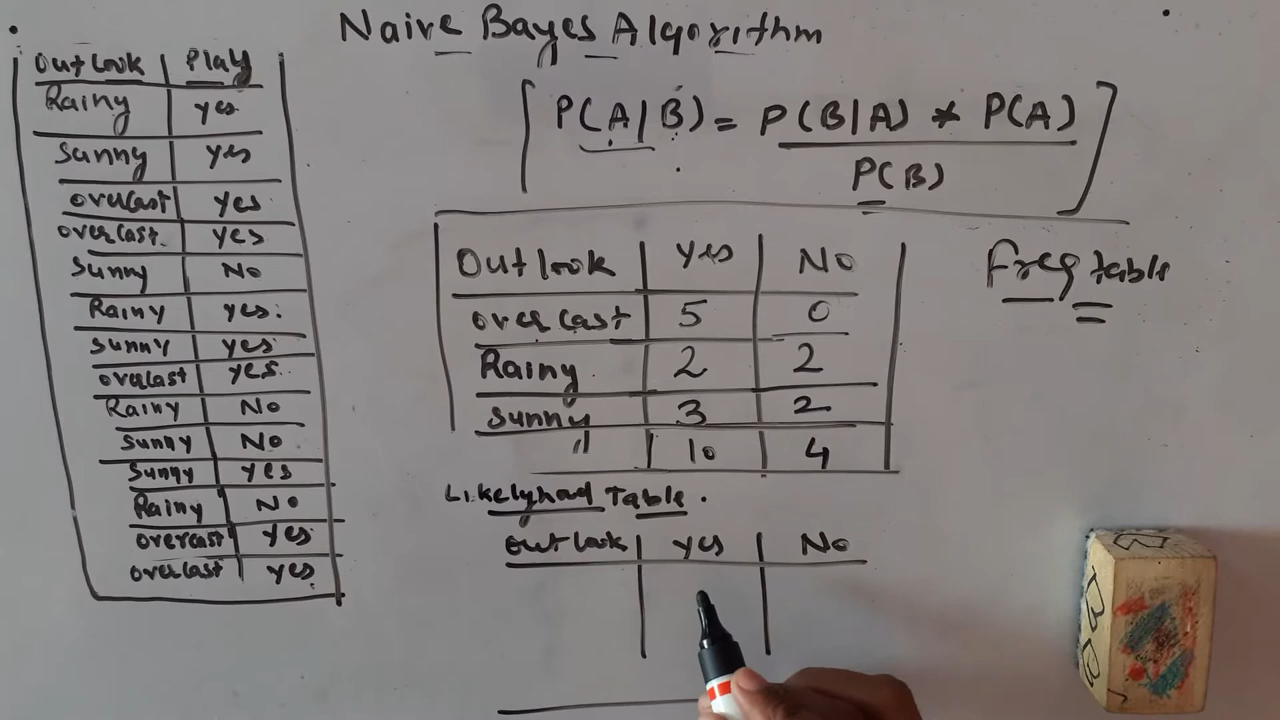 Naive Bayes Algorithm
P(A|B) = P(B|A) * P(A)
P(B)
Outlook Play
Rainy yes
Sunny yes
overcast yes
overcast yes
Sunny No
Rainy yes
Sunny yes
overcast yes
Rainy No
Sunny No
Sunny yes
Rainy No
overcast yes
overcast yes
Outlook yes No
overcast 5 0
Rainy 2 2
Sunny 3 2
10 4
Freq table
Likelyhood Table.
Outlook yes No